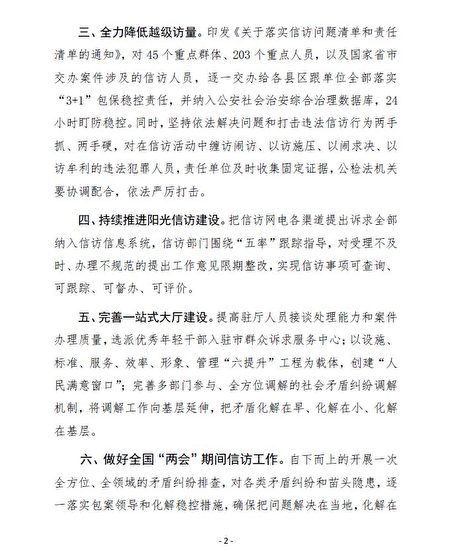 三、全力降低越级访量。印发《关于落实信访问题清单和责任
清单的通知》，对 45 个重点群体、203 个重点人员，以及国家省市
交办案件涉及的信访人员，逐一交办给各县区跟单位全部落实
“3+1”包保稳控责任，并纳入公安社会治安综合治理数据库，24
小时盯防稳控。同时，坚持依法解决问题和打击违法信访行为两手
抓、两手硬，对在信访活动中缠访闹访、以访施压、以闹求决、以
访牟利的违法犯罪人员，责任单位及时收集固定证据，公检法机关
要协调配合，依法严厉打击。
四、持续推进阳光信访建设。把信访网电各渠道提出诉求全部
纳入信访信息系统，信访部门围绕“五率”跟踪指导，对受理不及
时、办理不规范的提出工作意见限期整改，实现信访事项可查询、
可跟踪、可督办、可评价。
五、完善一站式大厅建设。提高驻厅人员接谈处理能力和案件
办理质量，选派优秀年轻干部入驻市群众诉求服务中心；以设施、
标准、服务、效率、形象、管理“六提升”工程为载体，创建“人
民满意窗口”；完善多部门参与、全方位调解的社会矛盾纠纷调解
机制，将调解工作向基层延伸，把矛盾化解在早、化解在小、化解
在基层。
六、做好全国“两会”期间信访工作。自下而上的开展一次
全方位、全领域的矛盾纠纷排查，对各类矛盾纠纷和苗头隐患，逐
一落实包案领导和化解稳控措施，确保把问题解决在当地，化解在
- 2 -